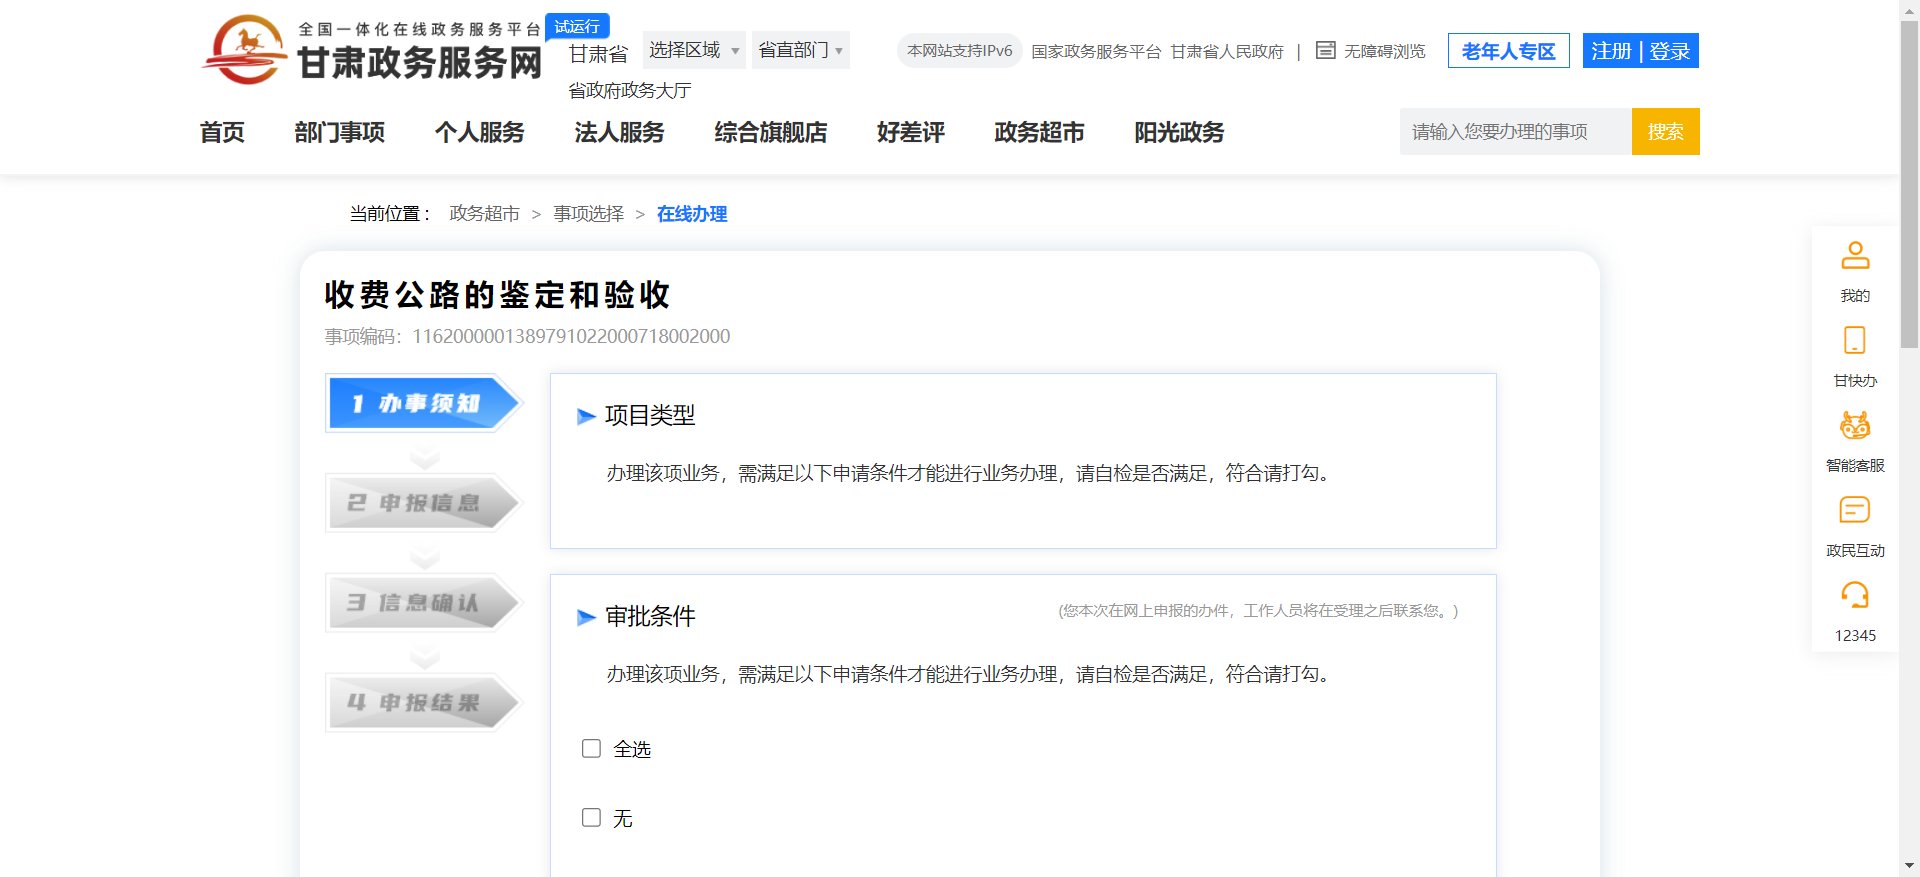 全国一体化在线政务服务平台
甘肃政务服务网
试运行
甘肃省 选择区域 省直部门
省政府政务大厅
本网站支持IPv6 国家政务服务平台 甘肃省人民政府 | 无障碍浏览 老年人专区 注册 | 登录
首页 部门事项 个人服务 法人服务 综合旗舰店 好差评 政务超市 阳光政务
请输入您要办理的事项 搜索
当前位置： 政务超市 > 事项选择 > 在线办理
收费公路的鉴定和验收
事项编码：1162000001389791022000718002000
1 办事须知
2 申报信息
3 信息确认
4 申报结果
项目类型
办理该项业务，需满足以下申请条件才能进行业务办理，请自检是否满足，符合请打勾。
审批条件
(您本次在网上申报的办件，工作人员将在受理之后联系您。)
办理该项业务，需满足以下申请条件才能进行业务办理，请自检是否满足，符合请打勾。
全选
无
我的
甘快办
智能客服
政民互动
12345